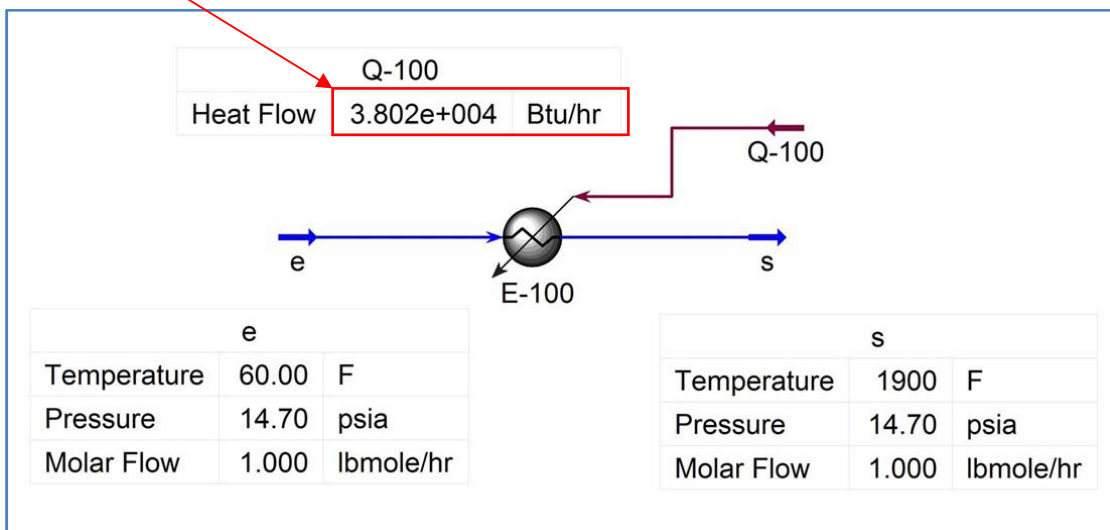 Q-100
Heat Flow 3.802e+004 Btu/hr
Q-100
e
s
E-100
e
Temperature 60.00 F
Pressure 14.70 psia
Molar Flow 1.000 lbmole/hr
s
Temperature 1900 F
Pressure 14.70 psia
Molar Flow 1.000 lbmole/hr